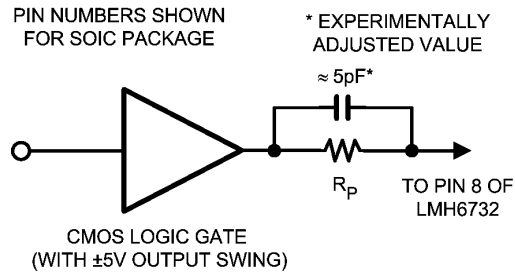 PIN NUMBERS SHOWN
FOR SOIC PACKAGE
* EXPERIMENTALLY
ADJUSTED VALUE
≈ 5pF*
RP
TO PIN 8 OF
LMH6732
CMOS LOGIC GATE
(WITH ±5V OUTPUT SWING)